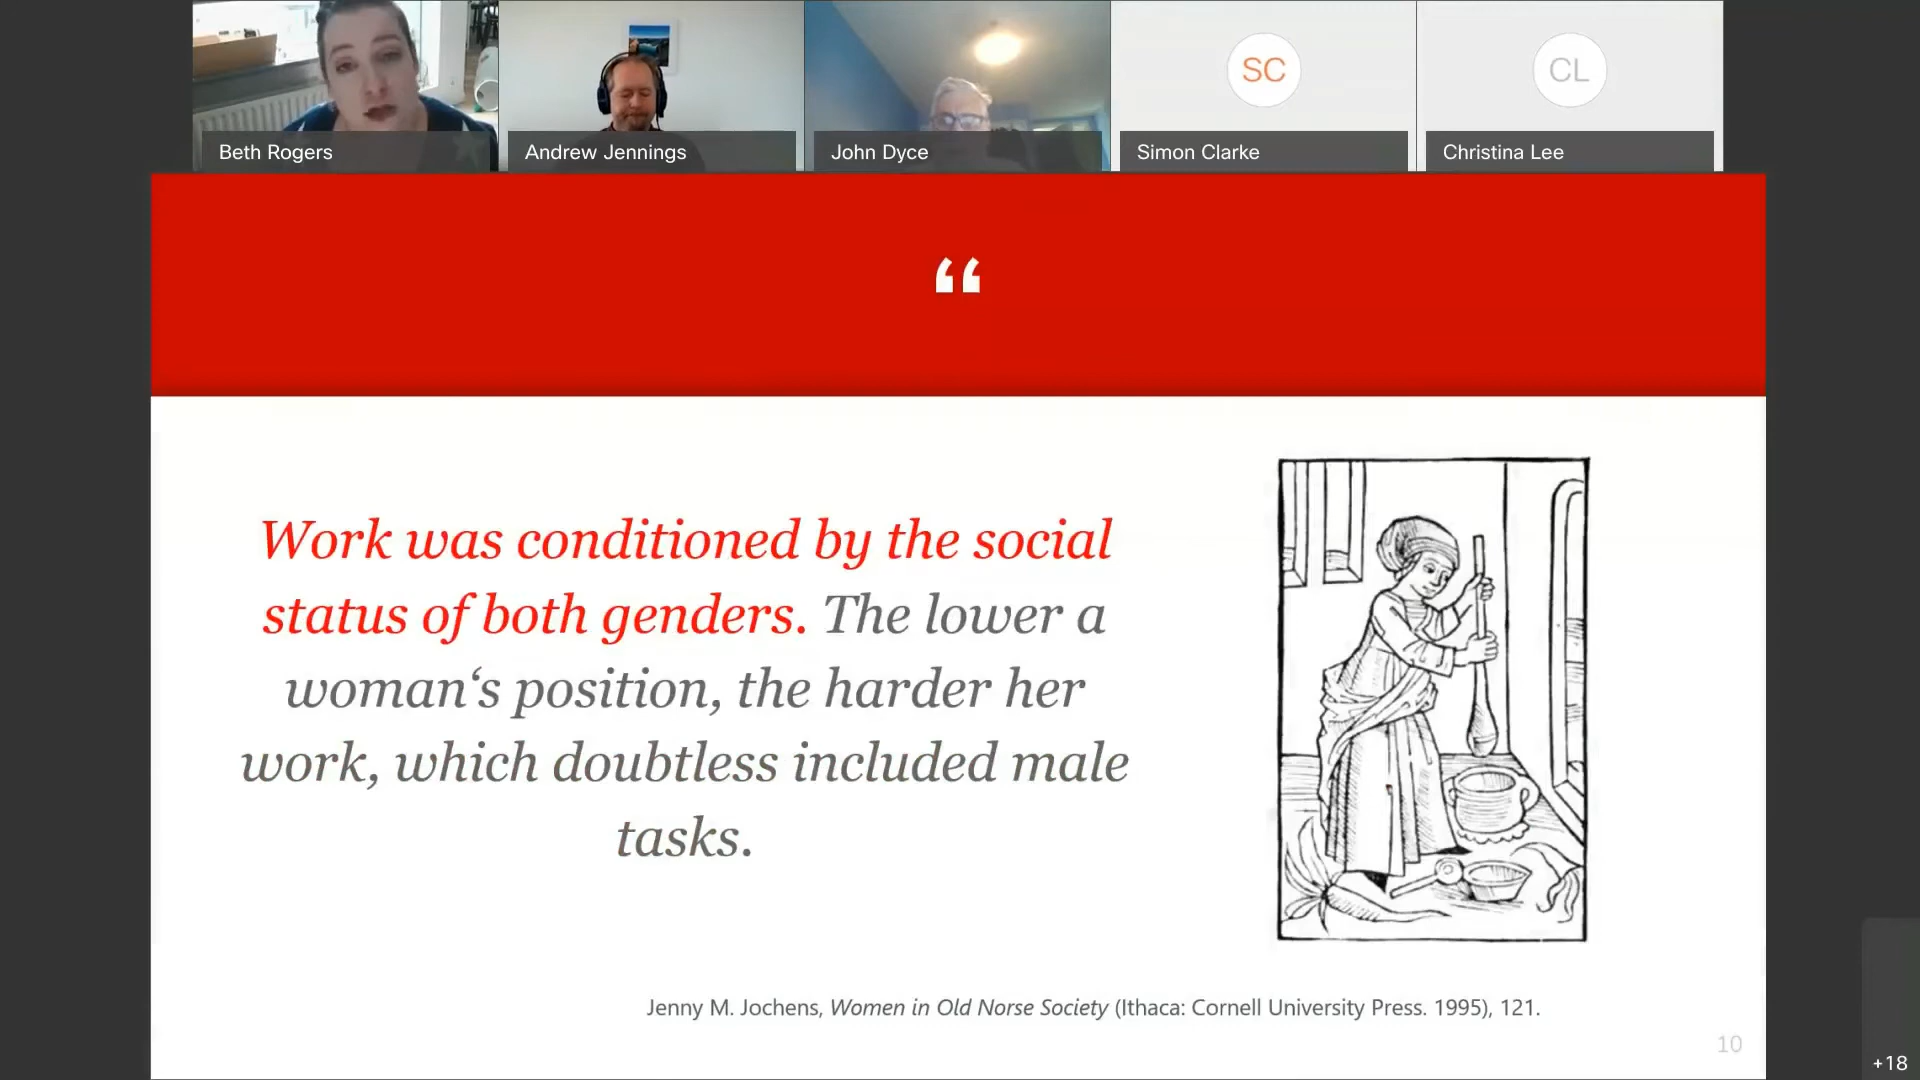 SC
CL
Beth Rogers
Andrew Jennings
John Dyce
Simon Clarke
Christina Lee
“
Work was conditioned by the social
status of both genders. The lower a
woman‘s position, the harder her
work, which doubtless included male
tasks.
Jenny M. Jochens, Women in Old Norse Society (Ithaca: Cornell University Press. 1995), 121.
10
+18